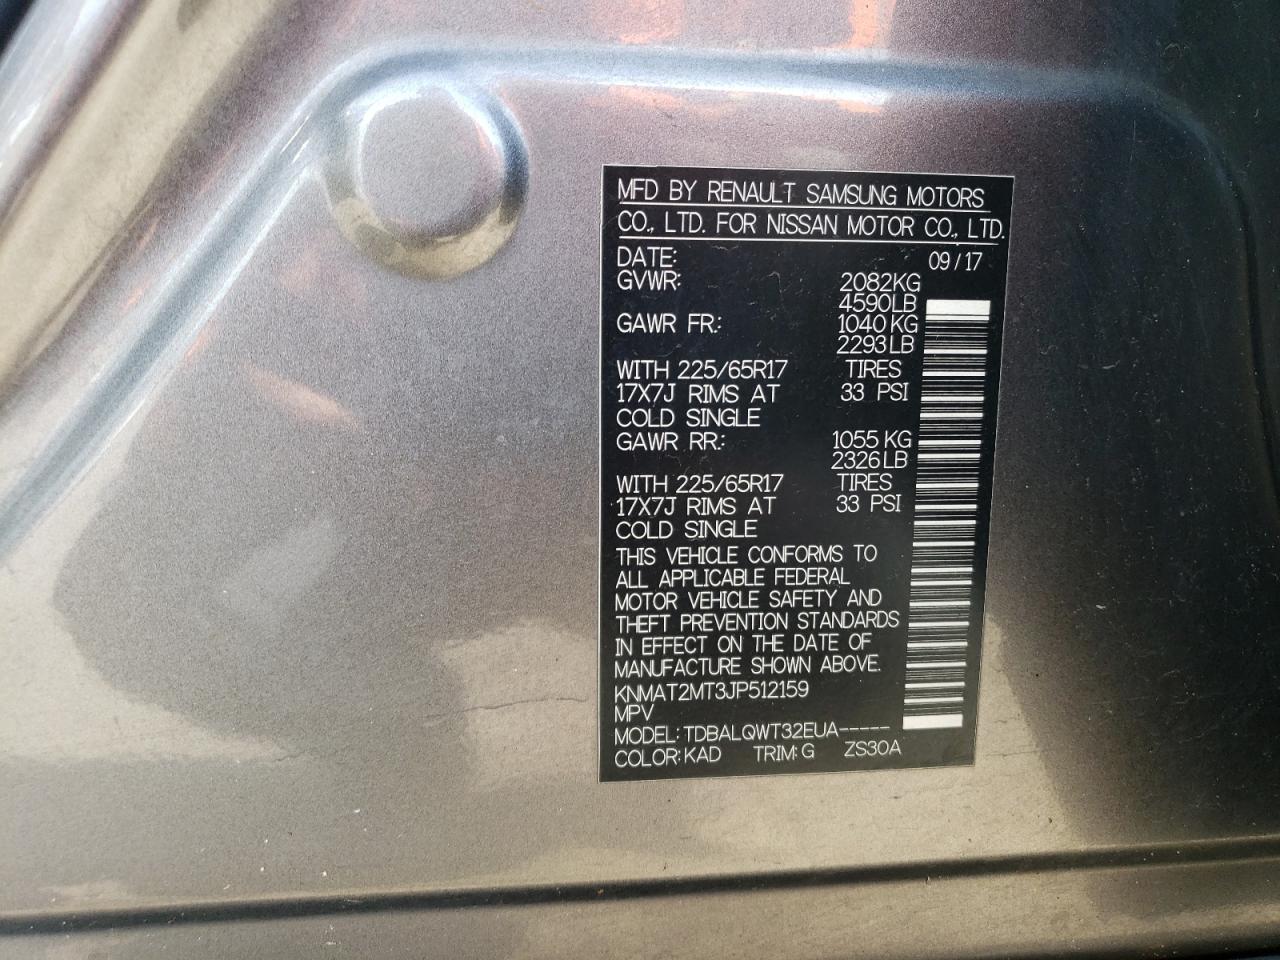 MFD BY RENAULT SAMSUNG MOTORS
CO., LTD. FOR NISSAN MOTOR CO., LTD.
DATE: 09/17
GVWR: 2082KG
4590LB
GAWR FR.: 1040KG
2293LB
WITH 225/65R17 TIRES
17X7J RIMS AT 33 PSI
COLD SINGLE
GAWR RR.: 1055KG
2326LB
WITH 225/65R17 TIRES
17X7J RIMS AT 33 PSI
COLD SINGLE
THIS VEHICLE CONFORMS TO
ALL APPLICABLE FEDERAL
MOTOR VEHICLE SAFETY AND
THEFT PREVENTION STANDARDS
IN EFFECT ON THE DATE OF
MANUFACTURE SHOWN ABOVE.
KNMAT2MT3JP512159
MPV
MODEL: TDBALQWT32EUA-----
COLOR: KAD TRIM: G ZS30A